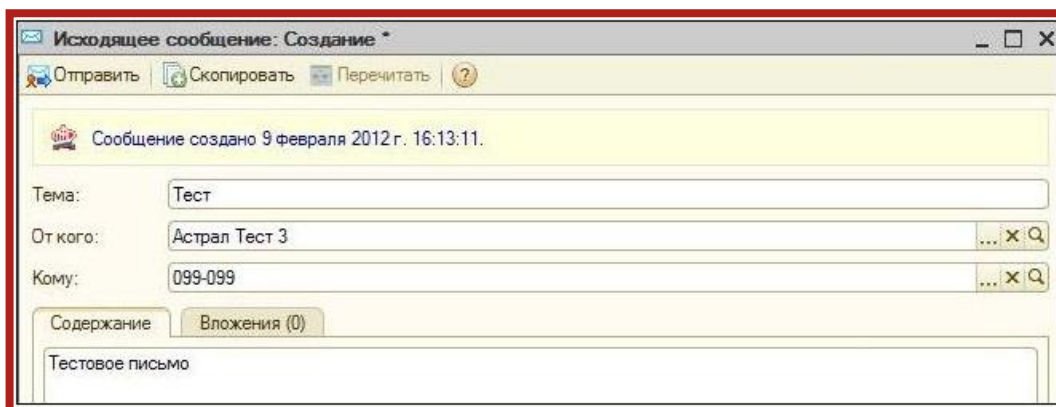 Исходящее сообщение: Создание *
Отправить Скопировать Перечитать ?
Сообщение создано 9 февраля 2012 г. 16:13:11.
Тема: Тест
От кого: Астрал Тест 3 ...
Кому: 099-099 ...
Содержание Вложения (0)
Тестовое письмо